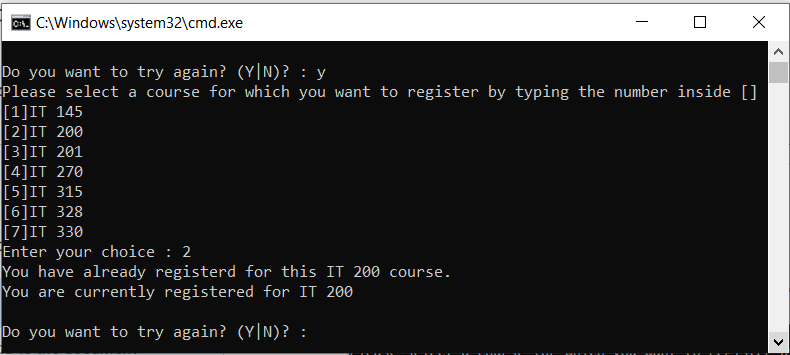 C:\Windows\system32\cmd.exe
Do you want to try again? (Y|N)? : y
Please select a course for which you want to register by typing the number inside []
[1]IT 145
[2]IT 200
[3]IT 201
[4]IT 270
[5]IT 315
[6]IT 328
[7]IT 330
Enter your choice : 2
You have already registerd for this IT 200 course.
You are currently registered for IT 200
Do you want to try again? (Y|N)? :